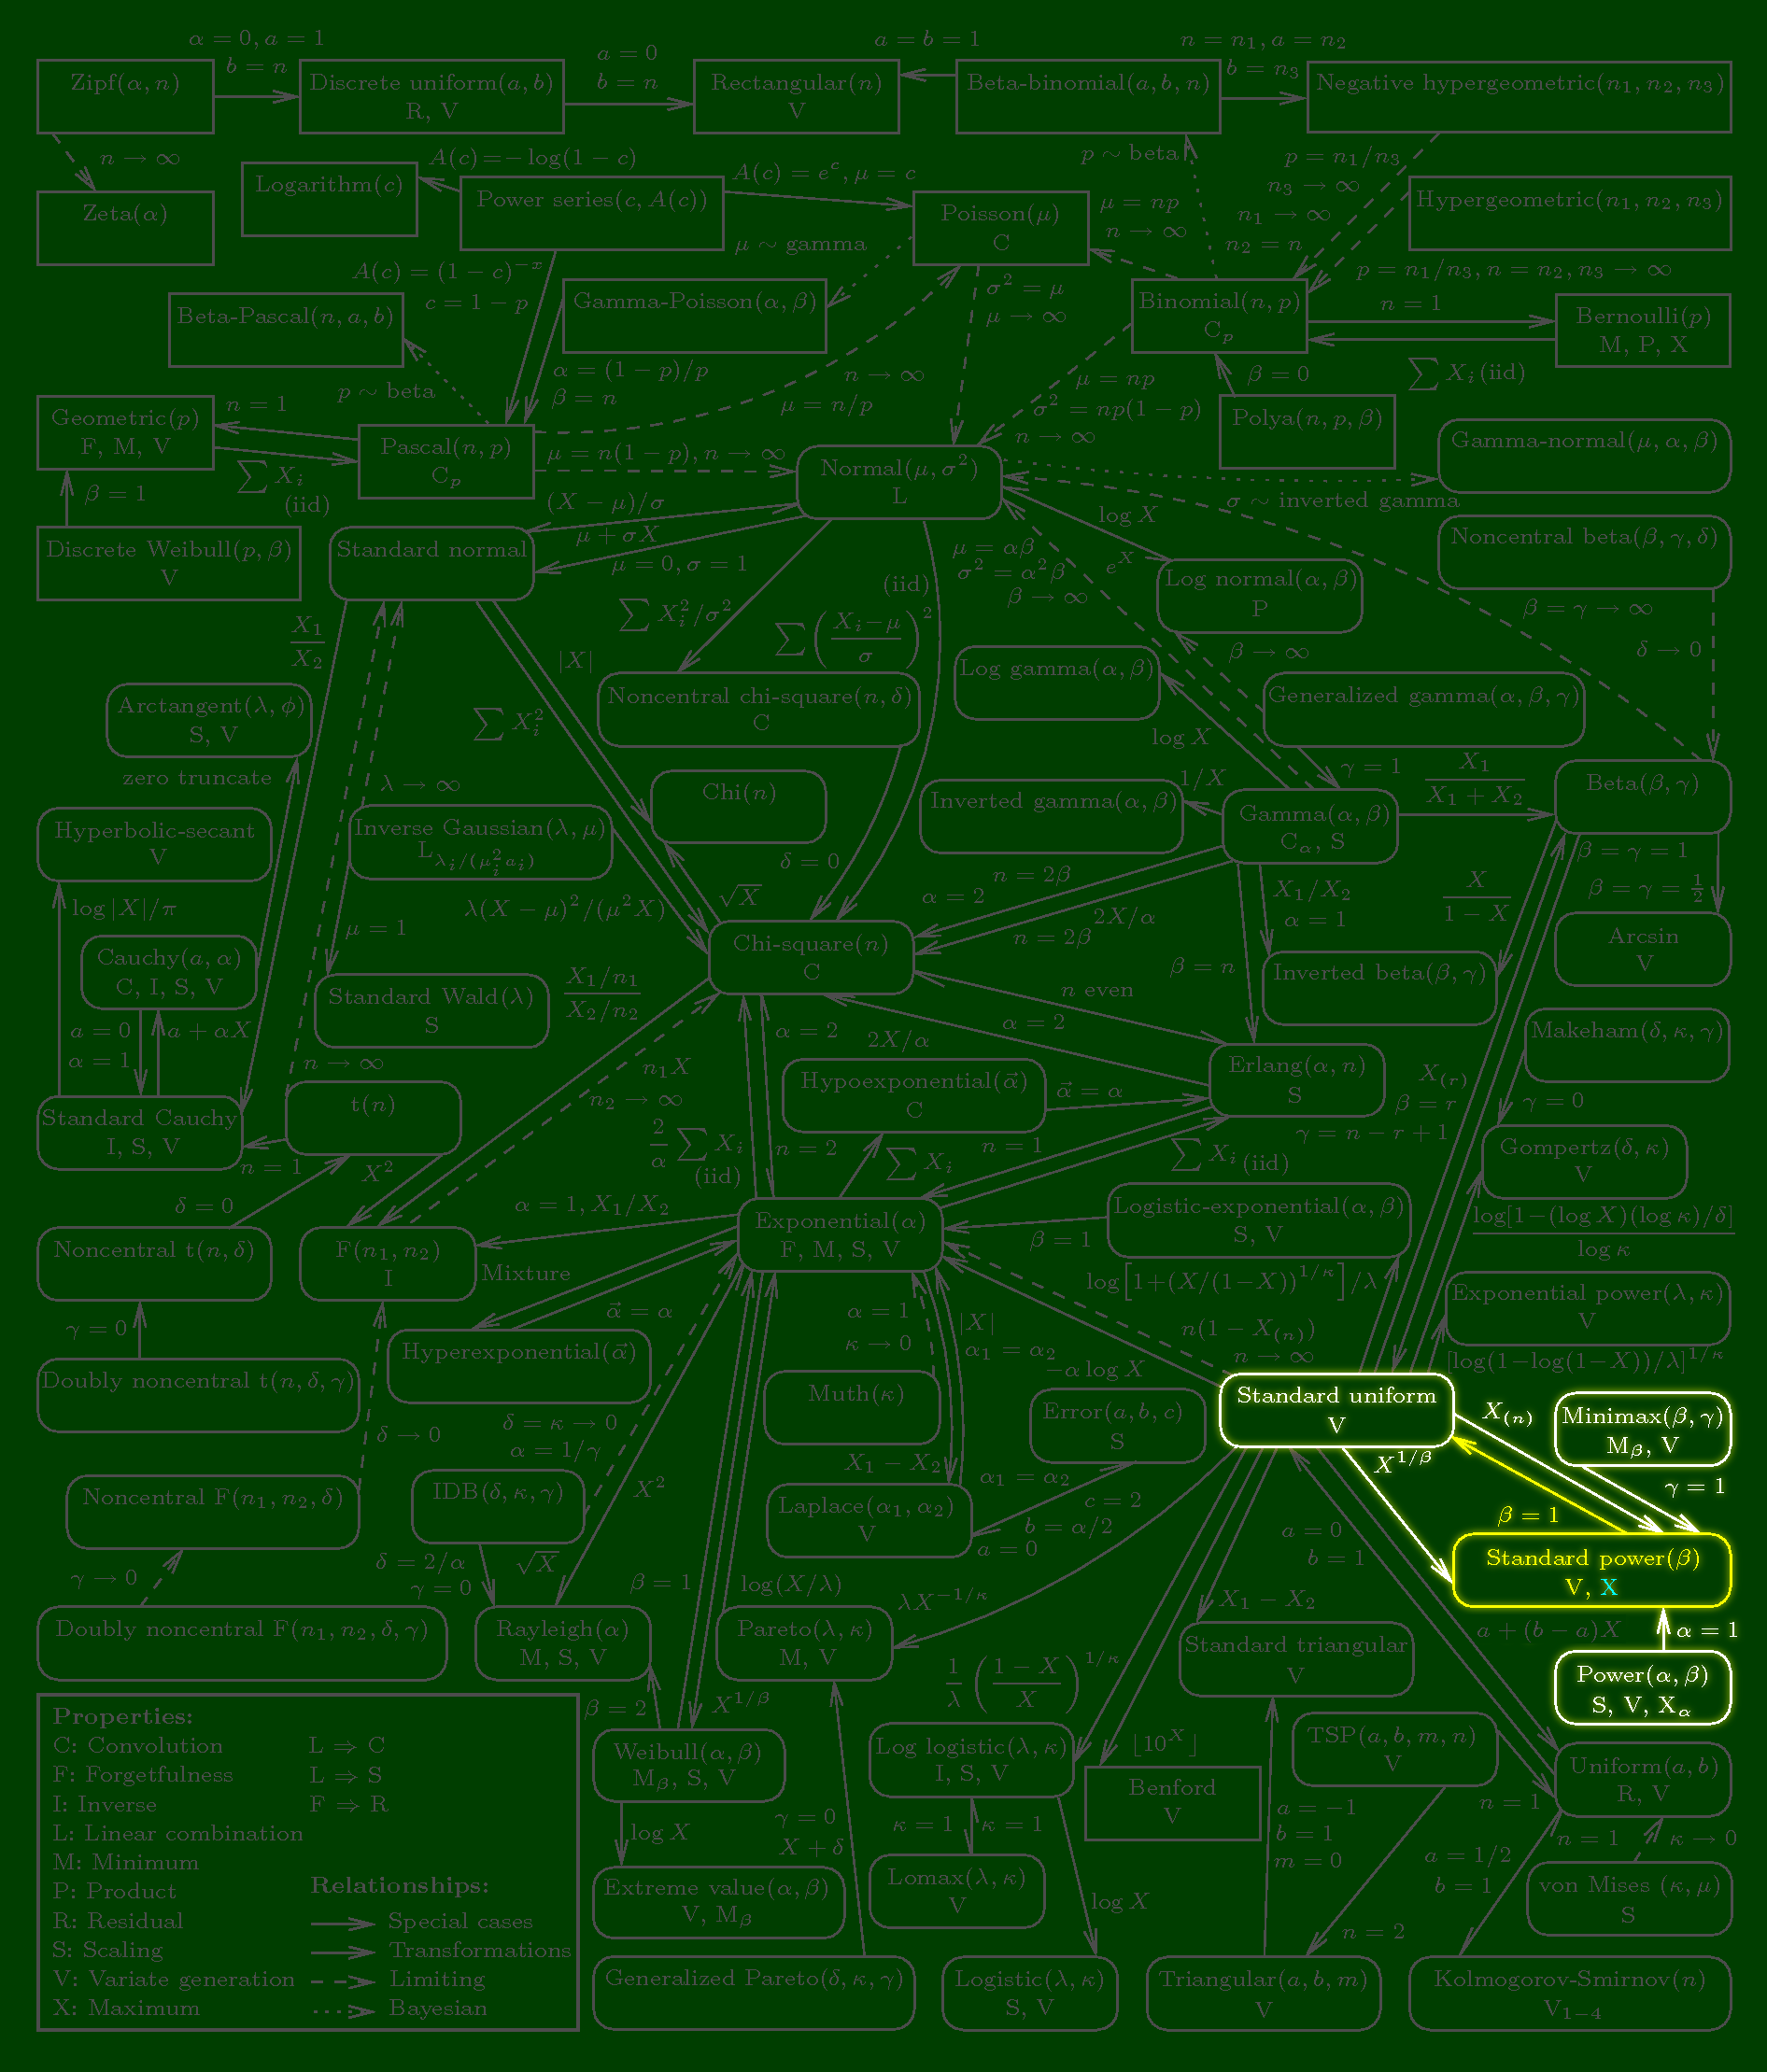 α = 0, a = 1
b = n
a = 0
b = n
a = b = 1
n = n₁, a = n₂
b = n₃
Zipf(α, n)
Discrete uniform(a, b)
R, V
Rectangular(n)
V
Beta-binomial(a, b, n)
Negative hypergeometric(n₁, n₂, n₃)
n → ∞
A(c) = − log(1 − c)
A(c) = eᶜ, μ = c
p ∼ beta
p = n₁/n₃
n₃ → ∞
n₁ → ∞
n₂ = n
Logarithm(c)
Power series(c, A(c))
Zeta(α)
Poisson(μ)
C
μ = np
n → ∞
Hypergeometric(n₁, n₂, n₃)
μ ∼ gamma
A(c) = (1 − c)^{−x}
c = 1 − p
σ² = μ
μ → ∞
p = n₁/n₃, n = n₂, n₃ → ∞
Beta-Pascal(n, a, b)
Gamma-Poisson(α, β)
Binomial(n, p)
Cₚ
n = 1
Bernoulli(p)
M, P, X
∑ Xᵢ (iid)
α = (1 − p)/p
β = n
n → ∞
μ = n/p
p ∼ beta
μ = np
σ² = np(1 − p)
n → ∞
β = 0
Polya(n, p, β)
Geometric(p)
F, M, V
n = 1
∑ Xᵢ
(iid)
Pascal(n, p)
Cₚ
μ = n(1 − p), n → ∞
Normal(μ, σ²)
L
Gamma-normal(μ, α, β)
σ ∼ inverted gamma
β = 1
Discrete Weibull(p, β)
V
Standard normal
(X − μ)/σ
μ + σX
μ = 0, σ = 1
log X
e^X
μ = αβ
σ² = α²β
β → ∞
(iid)
Noncentral beta(β, γ, δ)
Log normal(α, β)
P
β = γ → ∞
δ → 0
∑ Xᵢ²/σ²
∑ ((Xᵢ−μ)/σ)²
X₁/X₂
|X|
β → ∞
Log gamma(α, β)
Noncentral chi-square(n, δ)
C
Generalized gamma(α, β, γ)
Arctangent(λ, φ)
S, V
∑ Xᵢ²
log X
zero truncate
λ → ∞
Chi(n)
1/X
γ = 1
X₁/(X₁ + X₂)
Beta(β, γ)
Inverted gamma(α, β)
Gamma(α, β)
C_α, S
Hyperbolic-secant
V
Inverse Gaussian(λ, μ)
L_{λᵢ/(μᵢ²aᵢ)}
δ = 0
β = γ = 1
β = γ = 1/2
log |X|/π
λ(X − μ)²/(μ²X)
√X
n = 2β
α = 2
2X/α
n = 2β
X₁/X₂
α = 1
X/(1 − X)
μ = 1
Cauchy(a, α)
C, I, S, V
Chi-square(n)
C
Arcsin
V
β = n
Inverted beta(β, γ)
Standard Wald(λ)
S
(X₁/n₁)/(X₂/n₂)
n even
α = 2
α = 2
2X/α
a = 0
α = 1
a + αX
n → ∞
Makeham(δ, κ, γ)
Erlang(α, n)
S
Hypoexponential(α⃗)
C
α⃗ = α
n₁X
n₂ → ∞
X₍ᵣ₎
β = r
γ = n − r + 1
γ = 0
Standard Cauchy
I, S, V
t(n)
n = 1
X²
2/α ∑ Xᵢ
(iid)
n = 2
∑ Xᵢ
n = 1
∑ Xᵢ (iid)
Gompertz(δ, κ)
V
δ = 0
α = 1, X₁/X₂
Exponential(α)
F, M, S, V
Logistic-exponential(α, β)
S, V
β = 1
log[1−(log X)(log κ)/δ]
log κ
Noncentral t(n, δ)
F(n₁, n₂)
I
Mixture
α⃗ = α
log[1+(X/(1−X))^{1/κ}]/λ
Exponential power(λ, κ)
V
γ = 0
Hyperexponential(α⃗)
α = 1
κ → 0
|X|
α₁ = α₂
n(1 − X₍ₙ₎)
n → ∞
−α log X
[log(1−log(1−X))/λ]^{1/κ}
Doubly noncentral t(n, δ, γ)
Muth(κ)
Error(a, b, c)
S
Standard uniform
V
X₍ₙ₎
Minimax(β, γ)
M_β, V
δ → 0
δ = κ → 0
α = 1/γ
X₁ − X₂
α₁ = α₂
X^{1/β}
γ = 1
Noncentral F(n₁, n₂, δ)
IDB(δ, κ, γ)
X²
Laplace(α₁, α₂)
V
c = 2
b = α/2
a = 0
a = 0
b = 1
β = 1
Standard power(β)
V, X
γ → 0
δ = 2/α
γ = 0
√X
β = 1
log(X/λ)
λX^{−1/κ}
X₁ − X₂
a + (b − a)X
α = 1
Doubly noncentral F(n₁, n₂, δ, γ)
Rayleigh(α)
M, S, V
Pareto(λ, κ)
M, V
Standard triangular
V
1/λ ((1 − X)/X)^{1/κ}
Power(α, β)
S, V, X_α
β = 2
X^{1/β}
Properties:
C: Convolution L ⇒ C
F: Forgetfulness L ⇒ S
I: Inverse F ⇒ R
L: Linear combination
M: Minimum
P: Product
R: Residual
S: Scaling
V: Variate generation
X: Maximum
Relationships:
Special cases
Transformations
Limiting
Bayesian
Weibull(α, β)
M_β, S, V
Log logistic(λ, κ)
I, S, V
⌊10^X⌋
Benford
V
TSP(a, b, m, n)
V
Uniform(a, b)
R, V
log X
γ = 0
X + δ
κ = 1
κ = 1
a = −1
b = 1
m = 0
n = 1
n = 1
κ → 0
a = 1/2
b = 1
Extreme value(α, β)
V, M_β
Lomax(λ, κ)
V
log X
n = 2
von Mises (κ, μ)
S
Generalized Pareto(δ, κ, γ)
Logistic(λ, κ)
S, V
Triangular(a, b, m)
V
Kolmogorov-Smirnov(n)
V₁₋₄